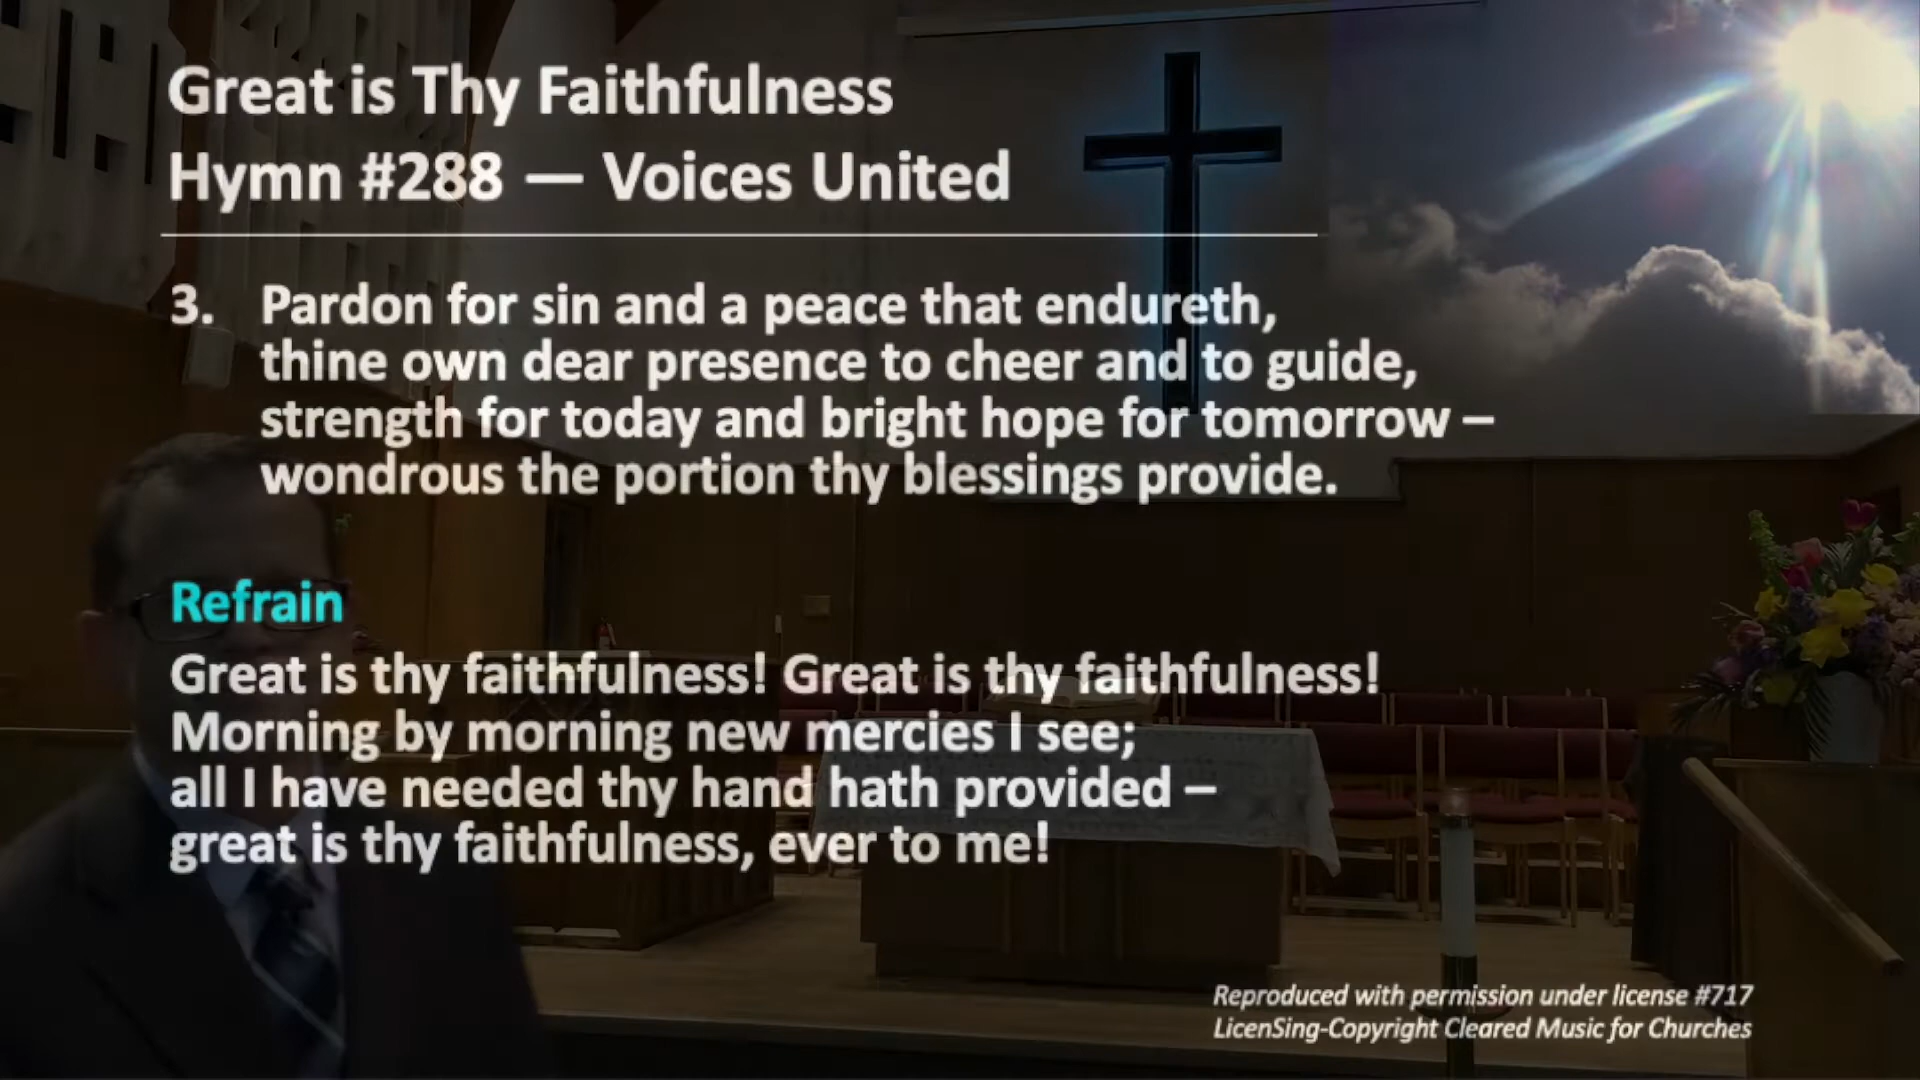 Great is Thy Faithfulness
Hymn #288 — Voices United
3. Pardon for sin and a peace that endureth,
thine own dear presence to cheer and to guide,
strength for today and bright hope for tomorrow –
wondrous the portion thy blessings provide.
Refrain
Great is thy faithfulness! Great is thy faithfulness!
Morning by morning new mercies I see;
all I have needed thy hand hath provided –
great is thy faithfulness, ever to me!
Reproduced with permission under license #717
LicenSing-Copyright Cleared Music for Churches